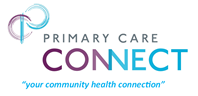 PRIMARY CARE
CONNECT
"your community health connection"